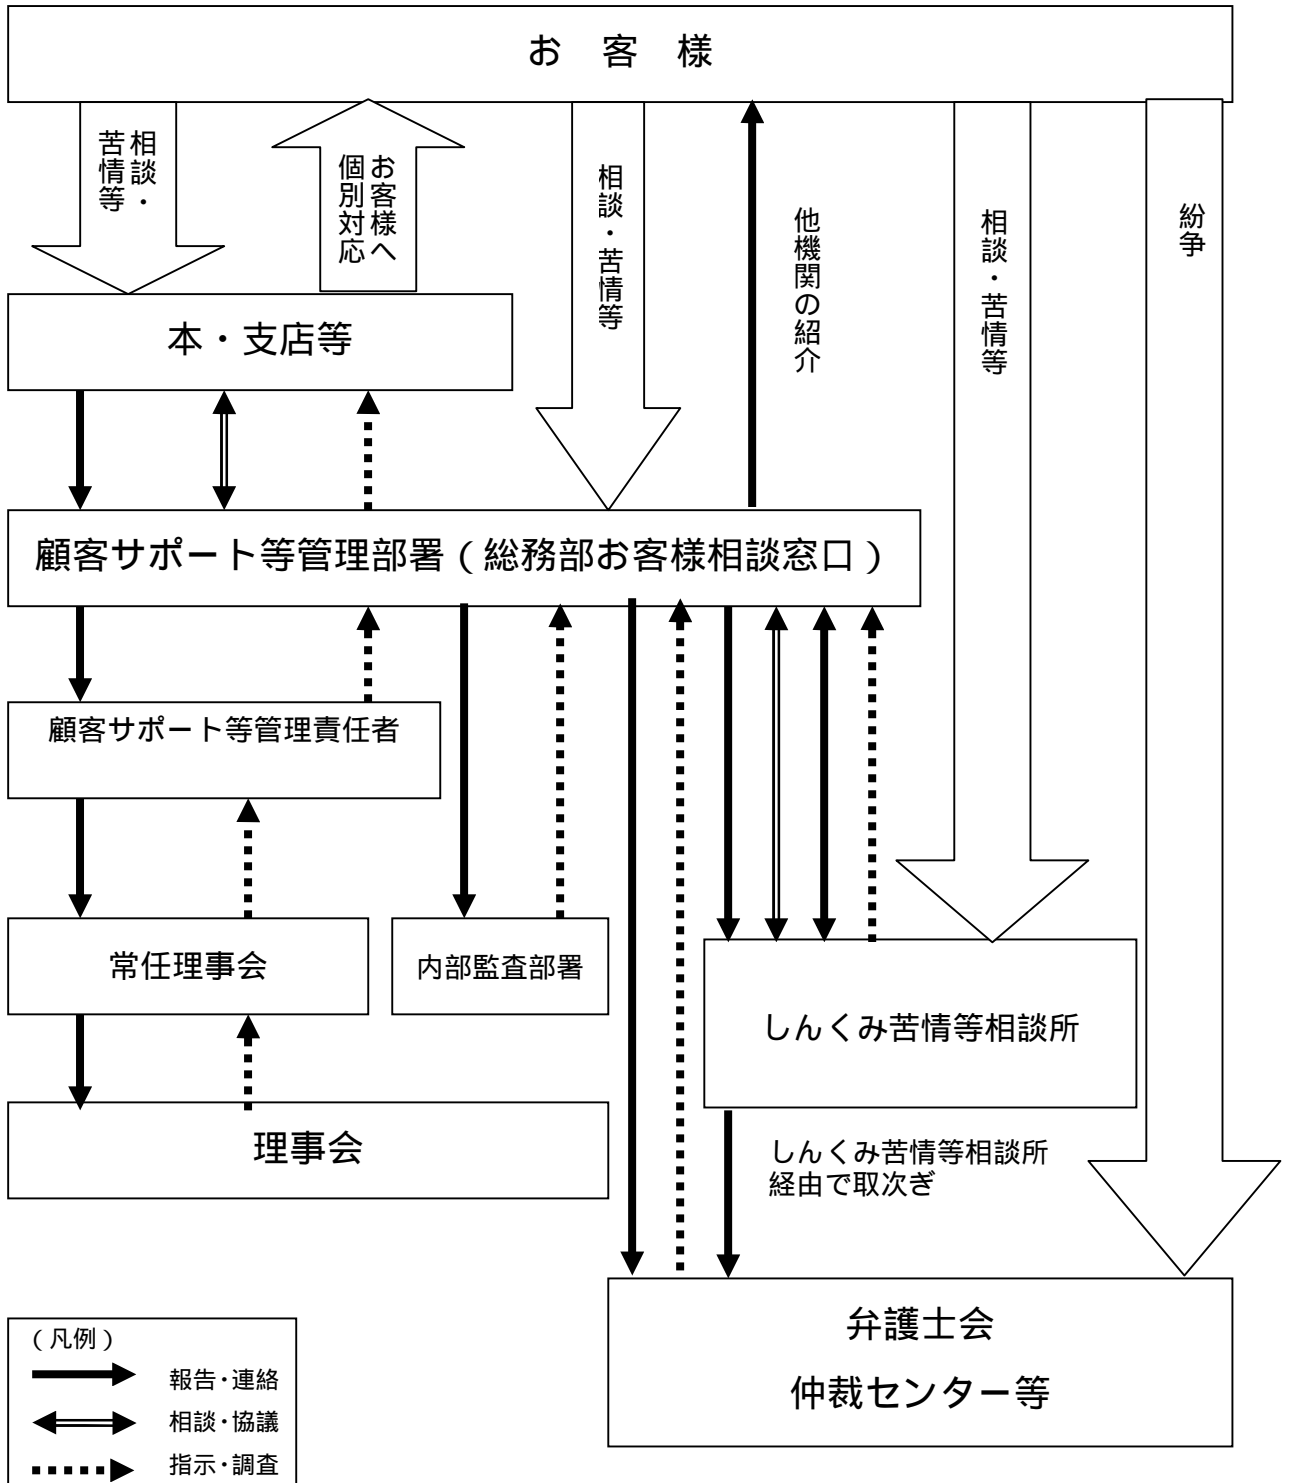 お　客　様
相談・
苦情等
お客様へ
個別対応
相談・苦情等
他機関の紹介
相談・苦情等
紛争
本・支店等
顧客サポート等管理部署（総務部お客様相談窓口）
顧客サポート等管理責任者
常任理事会
内部監査部署
しんくみ苦情等相談所
理事会
しんくみ苦情等相談所
経由で取次ぎ
弁護士会
仲裁センター等
（凡例）
報告・連絡
相談・協議
指示・調査